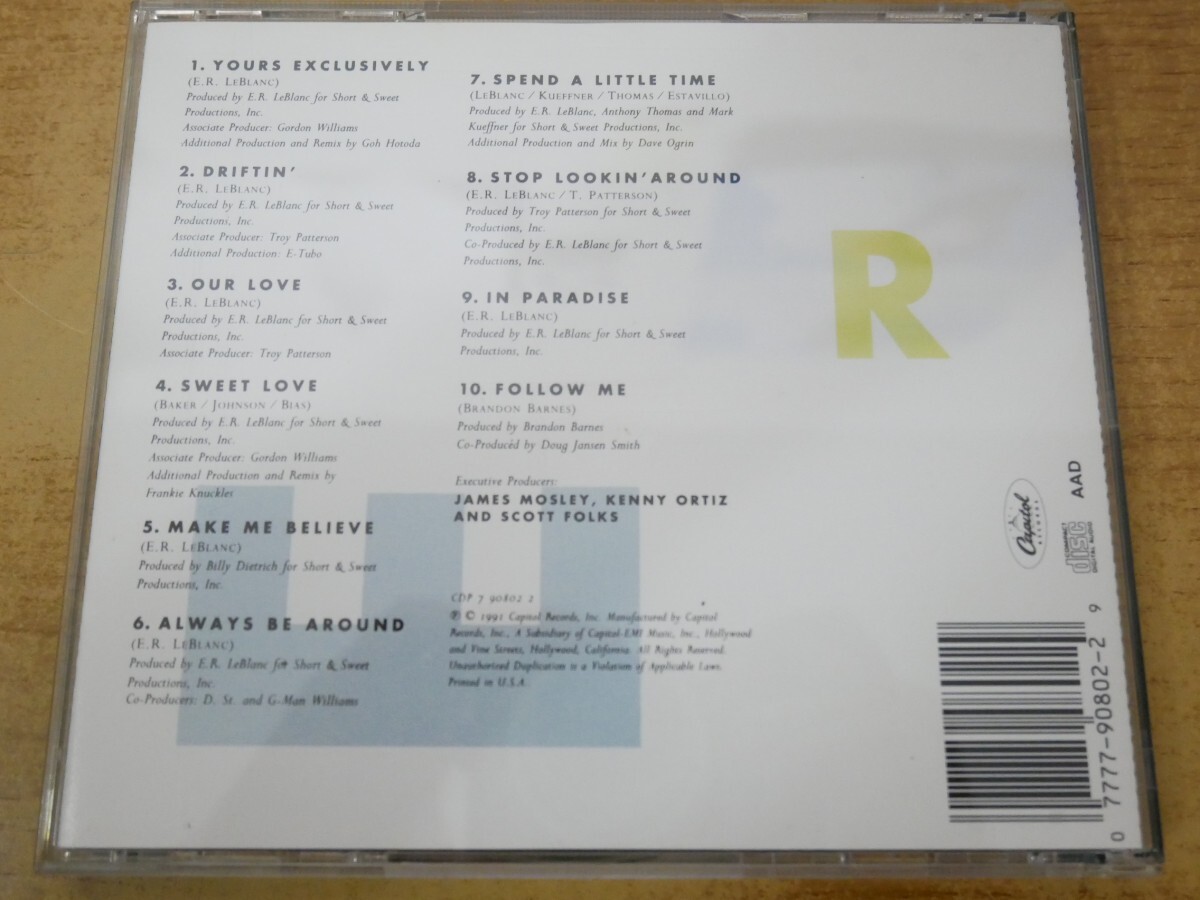 1. YOURS EXCLUSIVELY
(E.R. LEBLANC)
Produced by E.R. LeBlanc for Short & Sweet
Productions, Inc.
Associate Producer: Gordon Williams
Additional Production and Remix by Goh Hotoda
2. DRIFTIN'
(E.R. LEBLANC)
Produced by E.R. LeBlanc for Short & Sweet
Productions, Inc.
Associate Producer: Troy Patterson
Additional Production: E-Tubo
3. OUR LOVE
(E.R. LEBLANC)
Produced by E.R. LeBlanc for Short & Sweet
Productions, Inc.
Associate Producer: Troy Patterson
4. SWEET LOVE
(BAKER / JOHNSON / BIAS)
Produced by E.R. LeBlanc for Short & Sweet
Productions, Inc.
Associate Producer: Gordon Williams
Additional Production and Remix by
Frankie Knuckles
5. MAKE ME BELIEVE
(E.R. LEBLANC)
Produced by Billy Dietrich for Short & Sweet
Productions, Inc.
6. ALWAYS BE AROUND
(E.R. LEBLANC)
Produced by E.R. LeBlanc for Short & Sweet
Productions, Inc.
Co-Producers: D. St. and G-Man Williams
7. SPEND A LITTLE TIME
(LEBLANC / KUEFFNER / THOMAS / ESTAVILLO)
Produced by E.R. LeBlanc, Anthony Thomas and Mark
Kueffner for Short & Sweet Productions, Inc.
Additional Production and Mix by Dave Ogrin
8. STOP LOOKIN' AROUND
(E.R. LEBLANC / T. PATTERSON)
Produced by Troy Patterson for Short & Sweet
Productions, Inc.
Co-Produced by E.R. LeBlanc for Short & Sweet
Productions, Inc.
9. IN PARADISE
(E.R. LEBLANC)
Produced by E.R. LeBlanc for Short & Sweet
Productions, Inc.
10. FOLLOW ME
(BRANDON BARNES)
Produced by Brandon Barnes
Co-Produced by Doug Jansen Smith
Executive Producers:
JAMES MOSLEY, KENNY ORTIZ
AND SCOTT FOLKS
CDP 7 90802 2
℗ © 1991 Capitol Records, Inc. Manufactured by Capitol
Records, Inc., A Subsidiary of Capitol-EMI Music, Inc., Hollywood
and Vine Streets, Hollywood, California. All Rights Reserved.
Unauthorized Duplication is a Violation of Applicable Laws.
Printed in U.S.A.
R
E
Capitol
RECORDS
COMPACT
disc
DIGITAL AUDIO
AAD
0 7777-90802-2 9